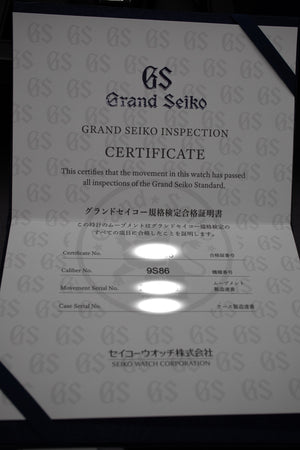 GS
Grand Seiko
GRAND SEIKO INSPECTION
CERTIFICATE
This certifies that the movement in this watch has passed
all inspections of the Grand Seiko Standard.
グランドセイコー規格検定合格証明書
この時計のムーブメントはグランドセイコー規格検定の
すべての項目に合格したことを証明します。
Certificate No. 合格証番号
Caliber No. 9S86 機種番号
Movement Serial No. ムーブメント製造連番
Case Serial No. ケース製造連番
セイコーウオッチ株式会社
SEIKO WATCH CORPORATION